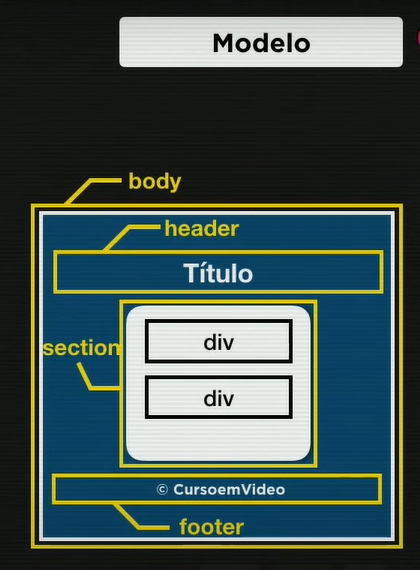 Modelo
body
header
Título
section
div
div
© CursoemVideo
footer